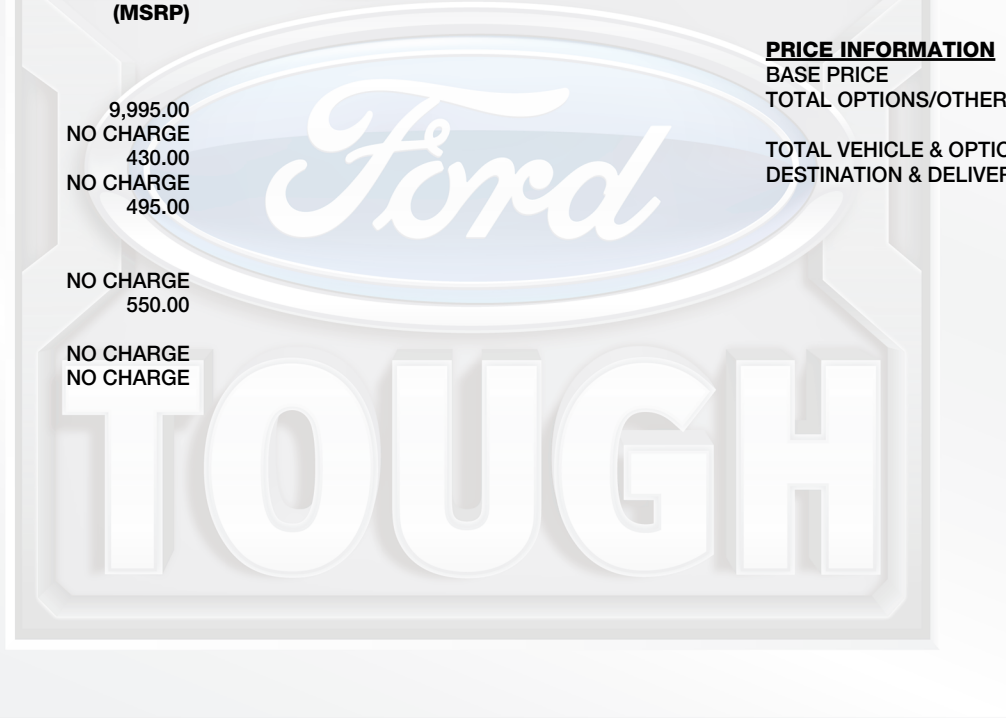 (MSRP)
9,995.00
NO CHARGE
430.00
NO CHARGE
495.00
NO CHARGE
550.00
NO CHARGE
NO CHARGE
PRICE INFORMATION
BASE PRICE
TOTAL OPTIONS/OTHER
TOTAL VEHICLE & OPTIO
DESTINATION & DELIVER
Ford
TOUGH